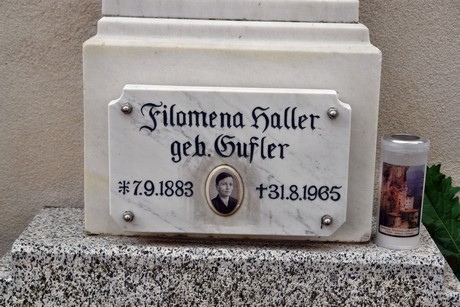 Filomena Haller
geb. Gufler
*7.9.1883 †31.8.1965